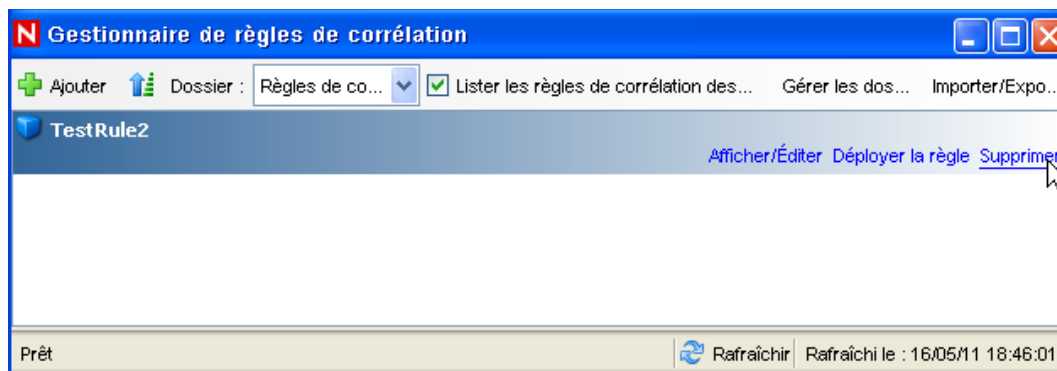 N Gestionnaire de règles de corrélation
Ajouter Dossier : Règles de co... Lister les règles de corrélation des... Gérer les dos... Importer/Expo...
TestRule2
Afficher/Éditer Déployer la règle Supprimer
Prêt Rafraîchir Rafraîchi le : 16/05/11 18:46:01